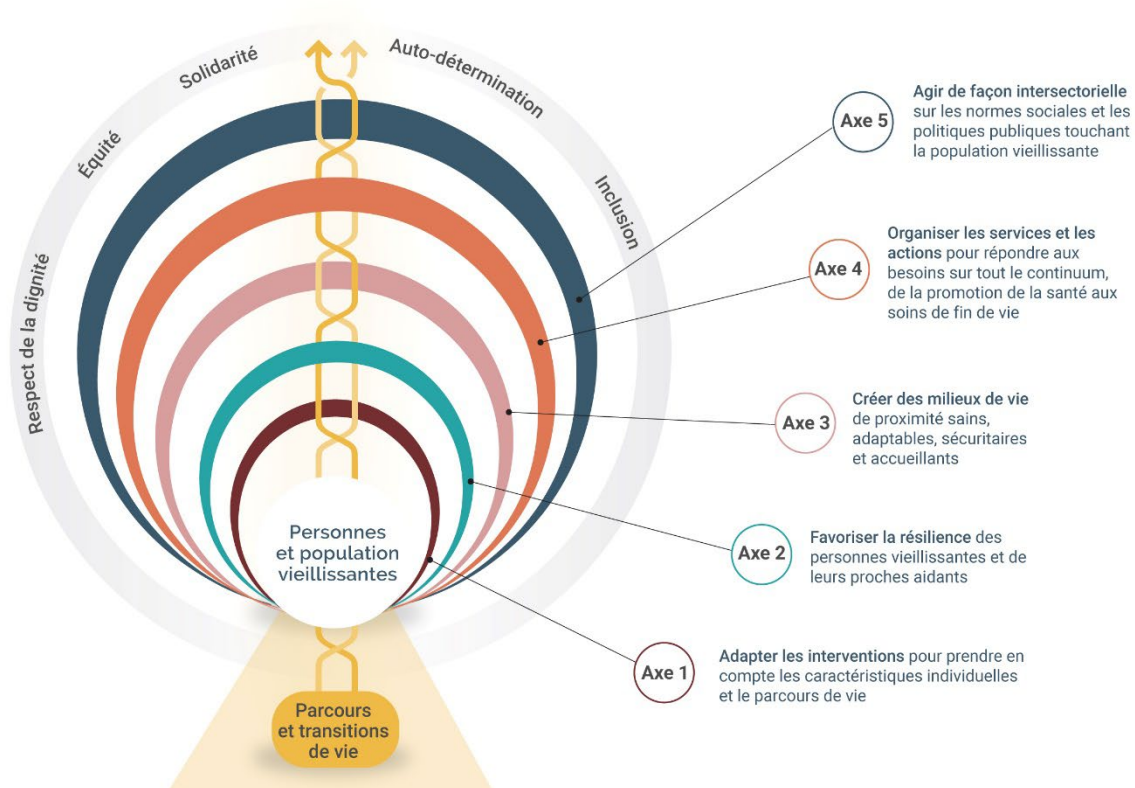 Respect de la dignité
Équité
Solidarité
Auto-détermination
Inclusion
Axe 5
Agir de façon intersectorielle
sur les normes sociales et les
politiques publiques touchant
la population vieillissante
Axe 4
Organiser les services et les
actions pour répondre aux
besoins sur tout le continuum,
de la promotion de la santé aux
soins de fin de vie
Axe 3
Créer des milieux de vie
de proximité sains,
adaptables, sécuritaires
et accueillants
Axe 2
Favoriser la résilience des
personnes vieillissantes et de
leurs proches aidants
Axe 1
Adapter les interventions pour prendre en
compte les caractéristiques individuelles
et le parcours de vie
Personnes
et population
vieillissantes
Parcours
et transitions
de vie